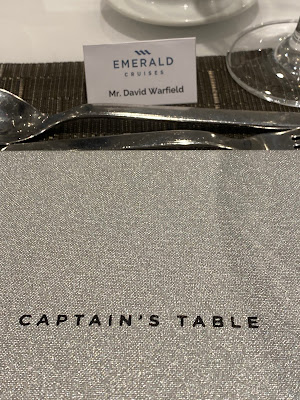 EMERALD
CRUISES
Mr. David Warfield
CAPTAIN'S TABLE